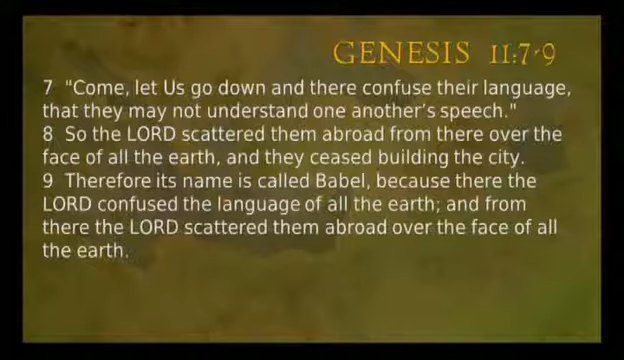 GENESIS 11:7-9
7 "Come, let Us go down and there confuse their language,
that they may not understand one another's speech."
8 So the LORD scattered them abroad from there over the
face of all the earth, and they ceased building the city.
9 Therefore its name is called Babel, because there the
LORD confused the language of all the earth; and from
there the LORD scattered them abroad over the face of all
the earth.